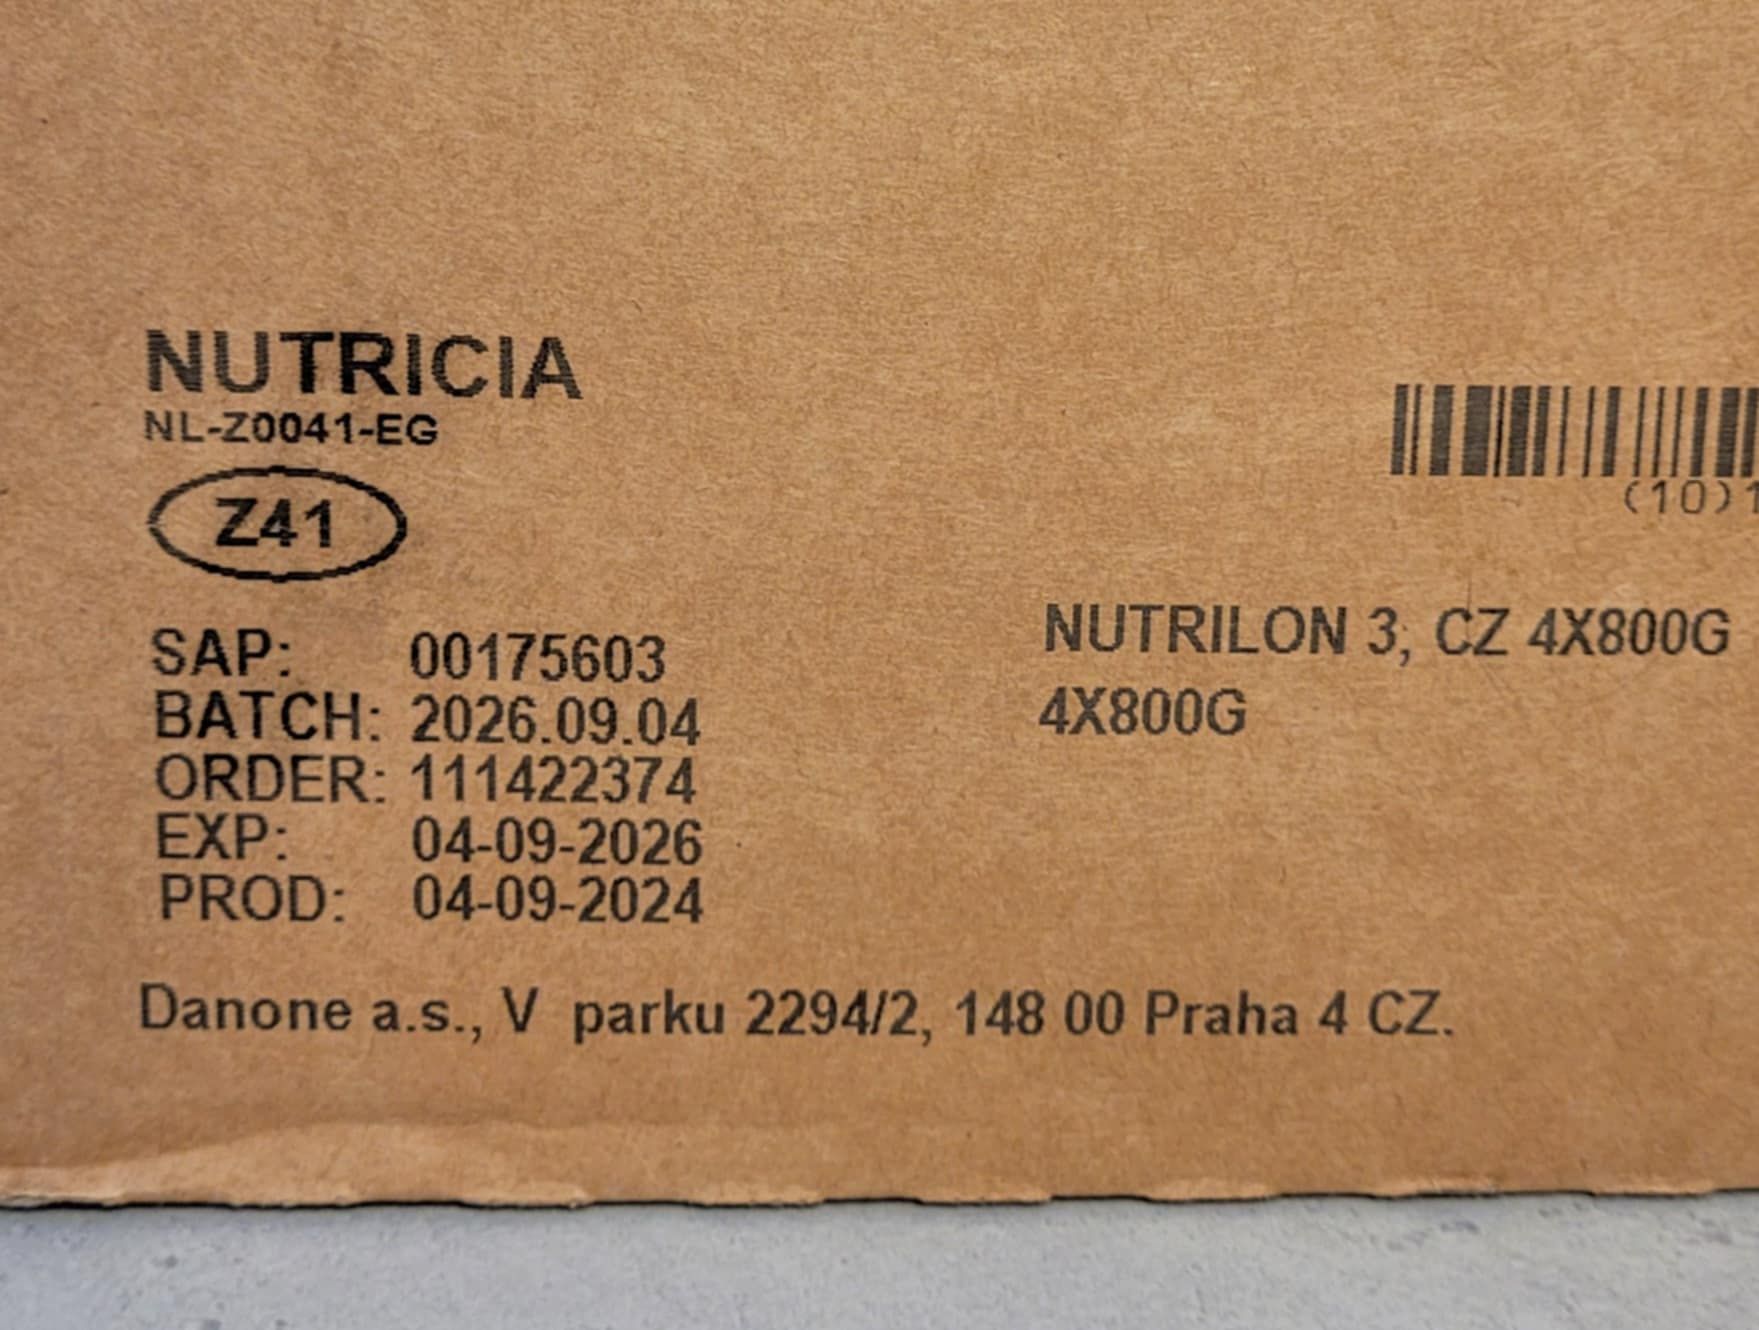 NUTRICIA
NL-Z0041-EG
Z41
SAP: 00175603
BATCH: 2026.09.04
ORDER: 111422374
EXP: 04-09-2026
PROD: 04-09-2024
(10)1
NUTRILON 3, CZ 4X800G
4X800G
Danone a.s., V parku 2294/2, 148 00 Praha 4 CZ.